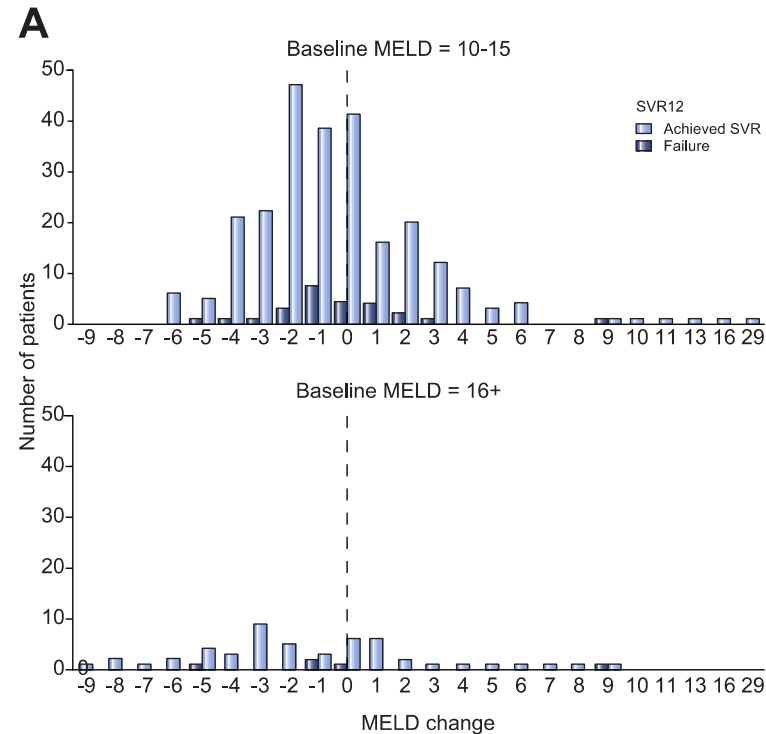 A
Baseline MELD = 10-15
50
40
30
20
10
0
SVR12
Achieved SVR
Failure
-9 -8 -7 -6 -5 -4 -3 -2 -1 0 1 2 3 4 5 6 7 8 9 10 11 13 16 29
Number of patients
Baseline MELD = 16+
50
40
30
20
10
0
0
-9 -8 -7 -6 -5 -4 -3 -2 -1 0 1 2 3 4 5 6 7 8 9 10 11 13 16 29
MELD change